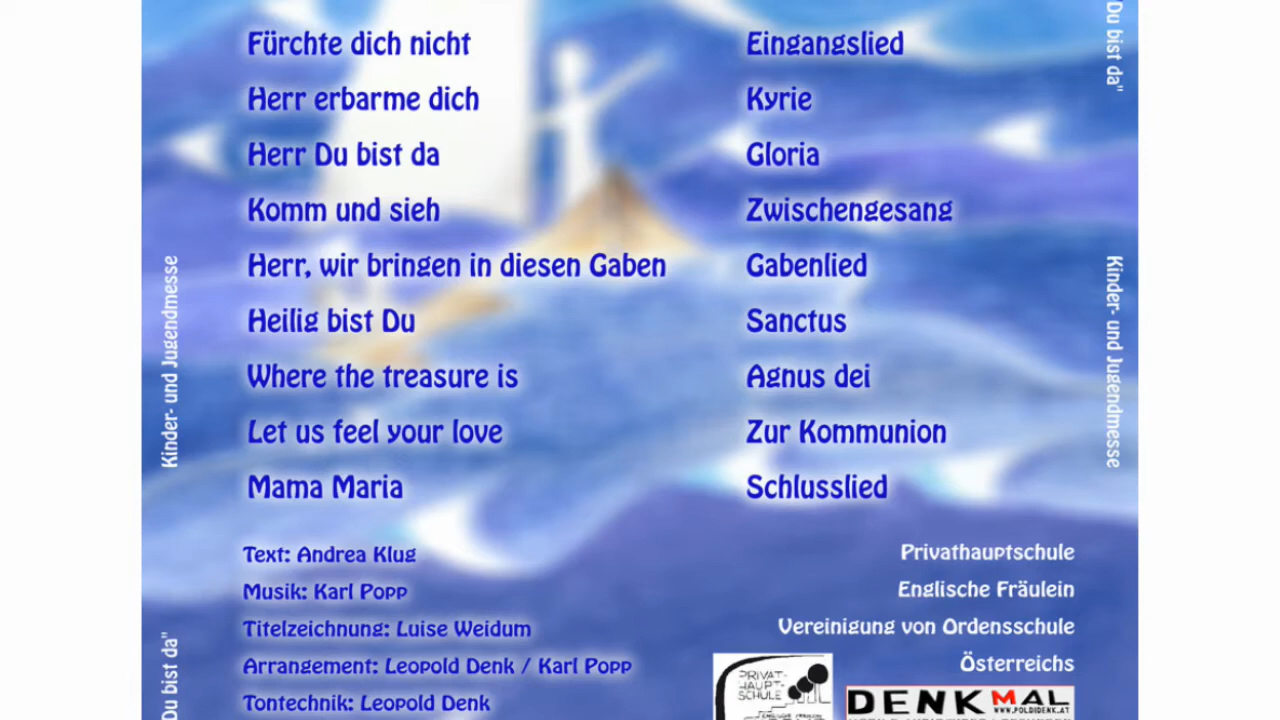 Fürchte dich nicht Eingangslied
Herr erbarme dich Kyrie
Herr Du bist da Gloria
Komm und sieh Zwischengesang
Herr, wir bringen in diesen Gaben Gabenlied
Heilig bist Du Sanctus
Where the treasure is Agnus dei
Let us feel your love Zur Kommunion
Mama Maria Schlusslied
Text: Andrea Klug
Musik: Karl Popp
Titelzeichnung: Luise Weidum
Arrangement: Leopold Denk / Karl Popp
Tontechnik: Leopold Denk
Privathauptschule
Englische Fräulein
Vereinigung von Ordensschule
Österreichs
PRIVAT-
HAUPT-
SCHULE
DENKMAL
WWW.POLDIDENK.AT
Kinder- und Jugendmesse
Du bist da"
"Du bist da"
Kinder- und Jugendmesse